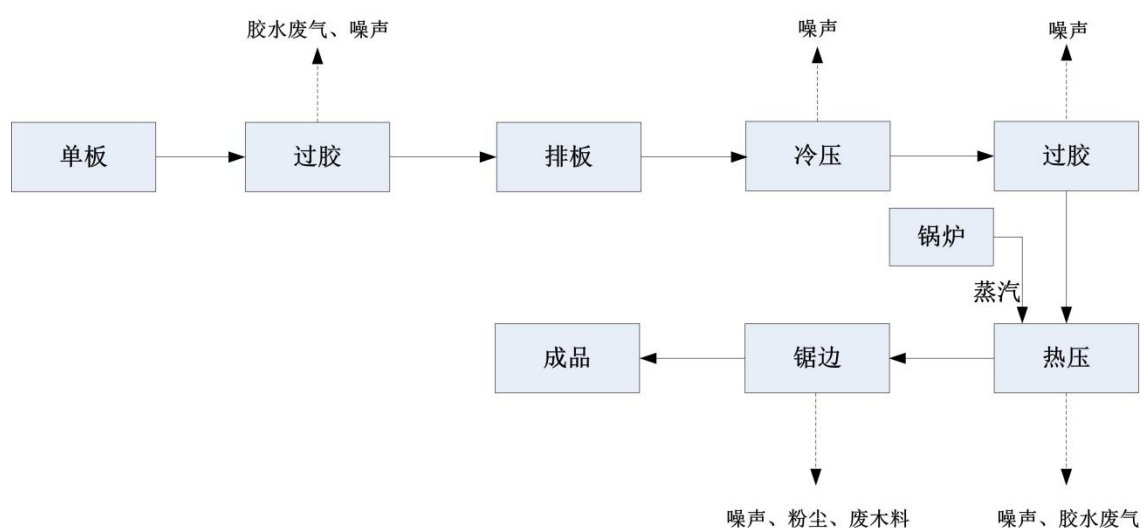 胶水废气、噪声
噪声
噪声
单板
过胶
排板
冷压
过胶
锅炉
蒸汽
成品
锯边
热压
噪声、粉尘、废木料
噪声、胶水废气